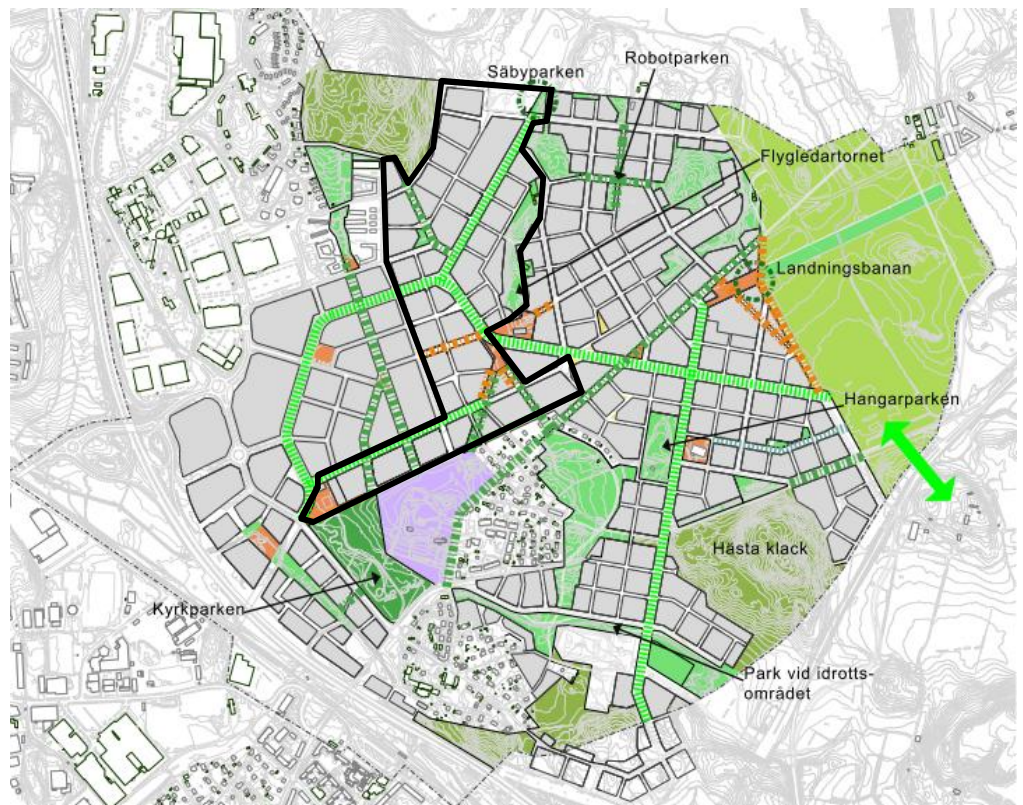 Säbyparken
Robotparken
Flygledartornet
Landningsbanan
Hangarparken
Hästa klack
Kyrkparken
Park vid idrotts-
området